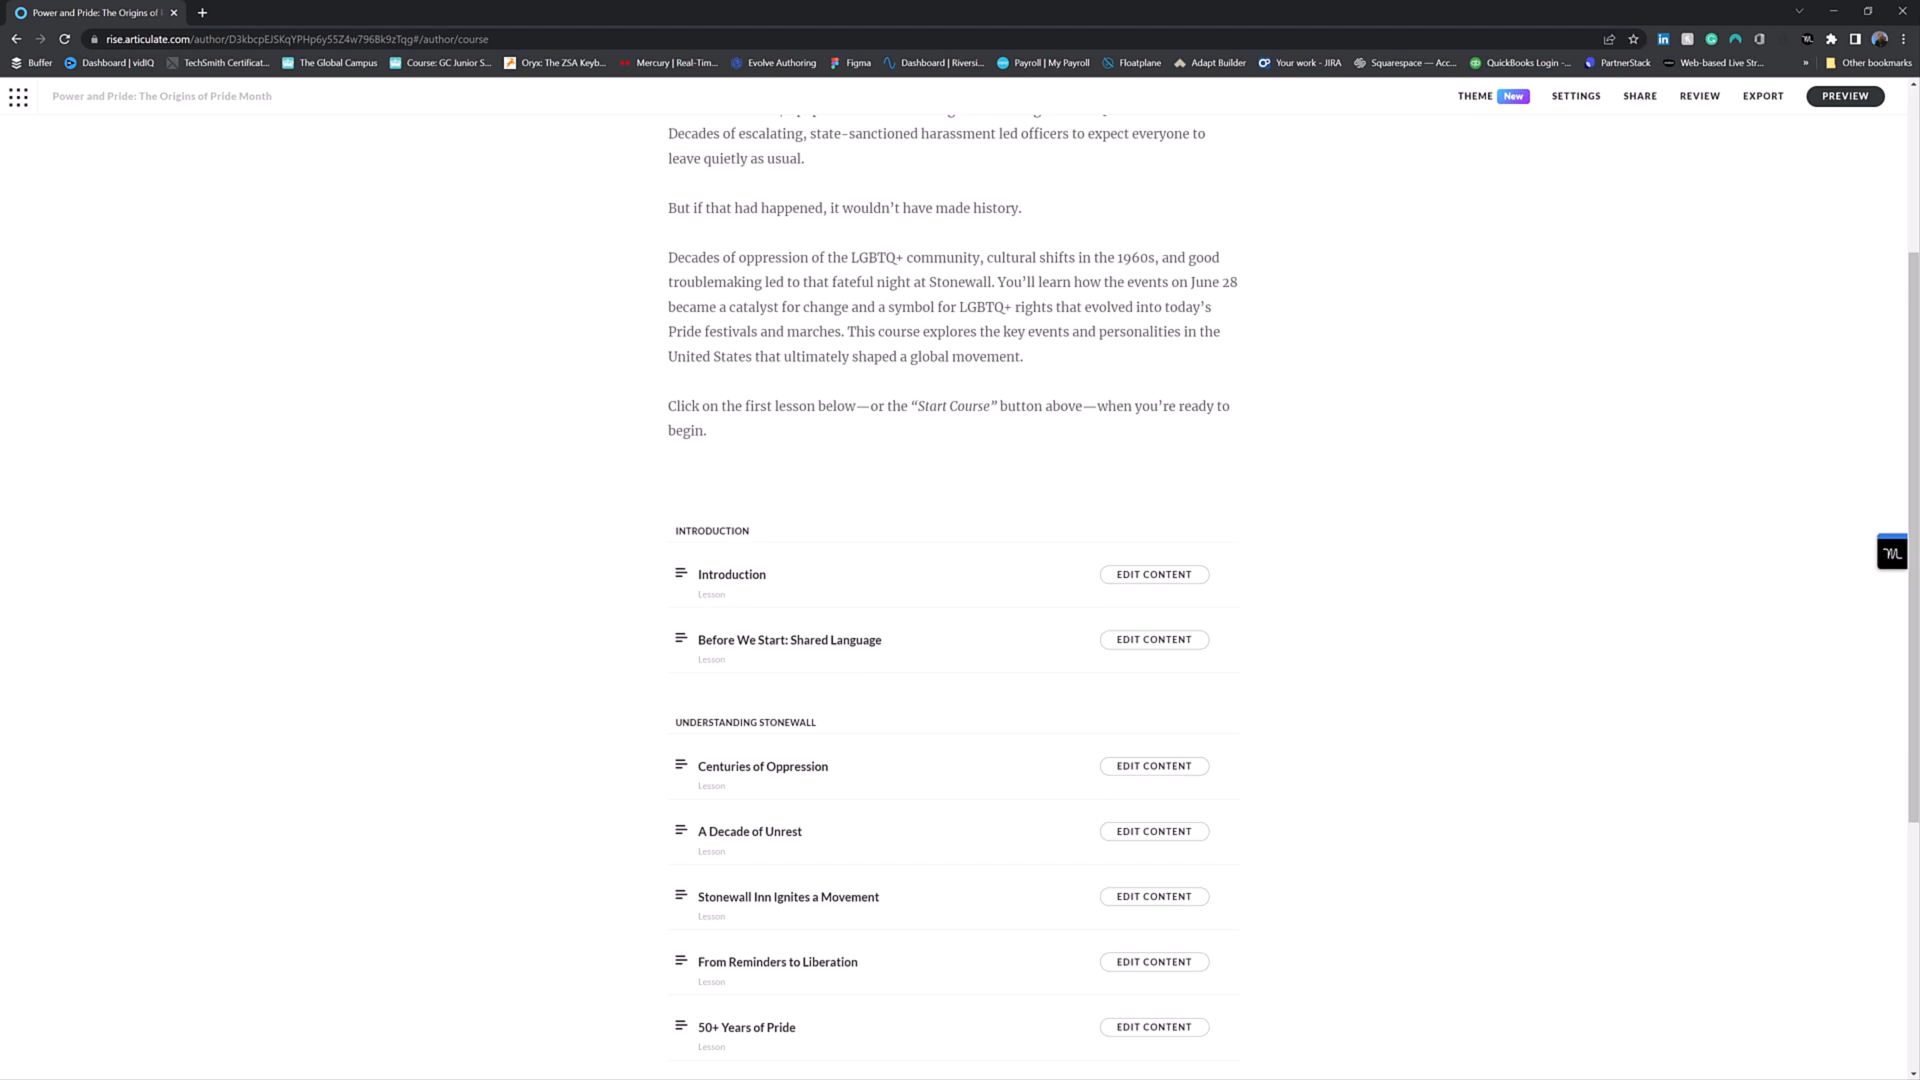 Power and Pride: The Origins of
rise.articulate.com/author/D3kbcpEJSKqYPHp6y55Z4w796Bk9zTqg#/author/course
Buffer Dashboard | vidIQ TechSmith Certificat... The Global Campus Course: GC Junior S... Oryx: The ZSA Keyb... Mercury | Real-Tim... Evolve Authoring Figma Dashboard | Riversi... Payroll | My Payroll Floatplane Adapt Builder Your work - JIRA Squarespace — Acc... QuickBooks Login -... PartnerStack Web-based Live Str... » Other bookmarks
Power and Pride: The Origins of Pride Month THEME New SETTINGS SHARE REVIEW EXPORT PREVIEW
Decades of escalating, state-sanctioned harassment led officers to expect everyone to
leave quietly as usual.
But if that had happened, it wouldn’t have made history.
Decades of oppression of the LGBTQ+ community, cultural shifts in the 1960s, and good
troublemaking led to that fateful night at Stonewall. You’ll learn how the events on June 28
became a catalyst for change and a symbol for LGBTQ+ rights that evolved into today’s
Pride festivals and marches. This course explores the key events and personalities in the
United States that ultimately shaped a global movement.
Click on the first lesson below—or the “Start Course” button above—when you’re ready to
begin.
INTRODUCTION
Introduction EDIT CONTENT
Lesson
Before We Start: Shared Language EDIT CONTENT
Lesson
UNDERSTANDING STONEWALL
Centuries of Oppression EDIT CONTENT
Lesson
A Decade of Unrest EDIT CONTENT
Lesson
Stonewall Inn Ignites a Movement EDIT CONTENT
Lesson
From Reminders to Liberation EDIT CONTENT
Lesson
50+ Years of Pride EDIT CONTENT
Lesson